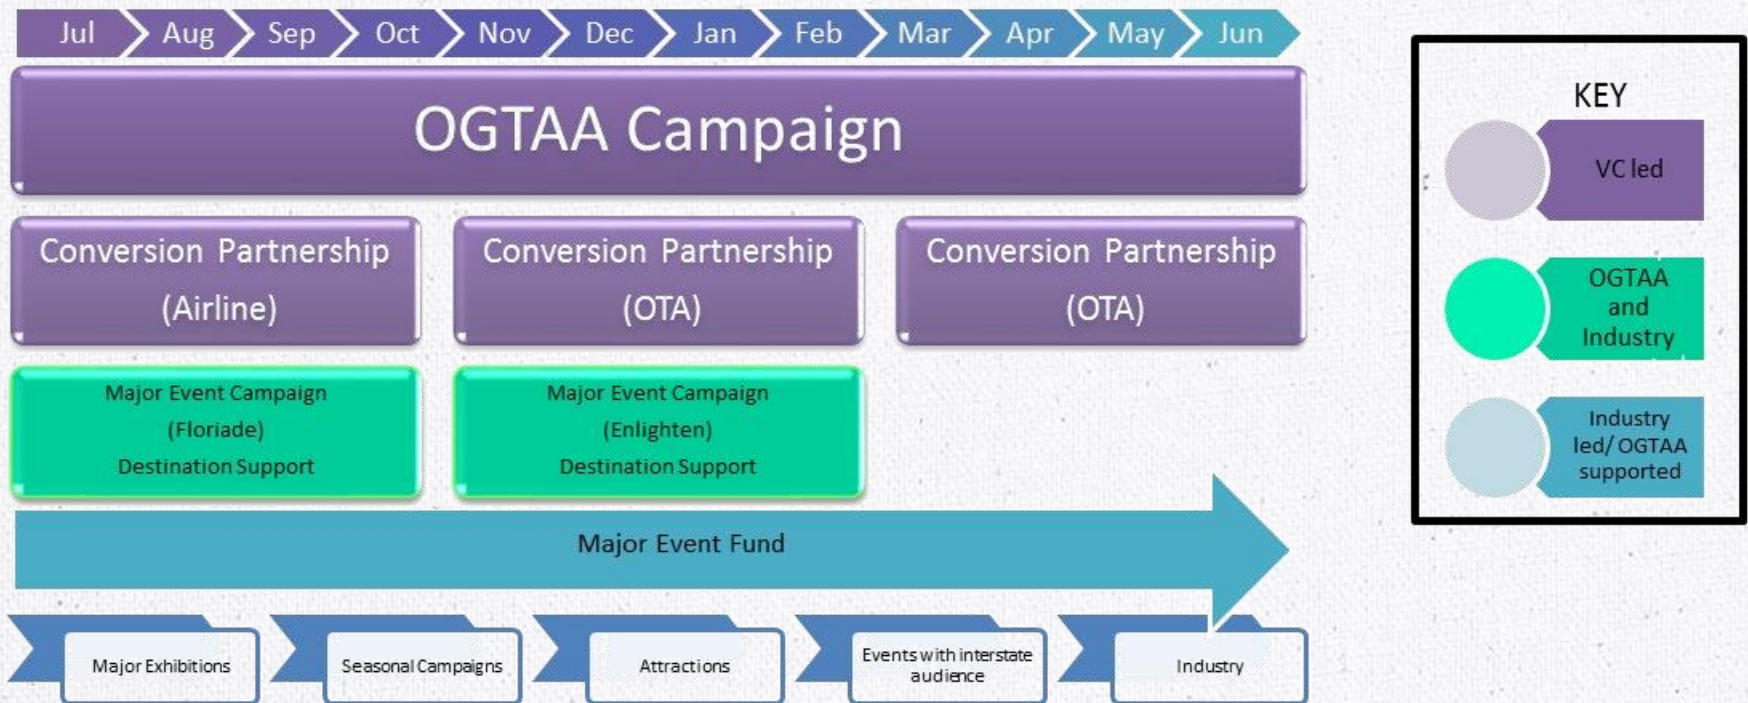 Jul Aug Sep Oct Nov Dec Jan Feb Mar Apr May Jun
OGTAA Campaign
Conversion Partnership
(Airline)
Conversion Partnership
(OTA)
Conversion Partnership
(OTA)
Major Event Campaign
(Floriade)
Destination Support
Major Event Campaign
(Enlighten)
Destination Support
Major Event Fund
Major Exhibitions
Seasonal Campaigns
Attractions
Events with interstate
audience
Industry
KEY
VC led
OGTAA
and
Industry
Industry
led/ OGTAA
supported